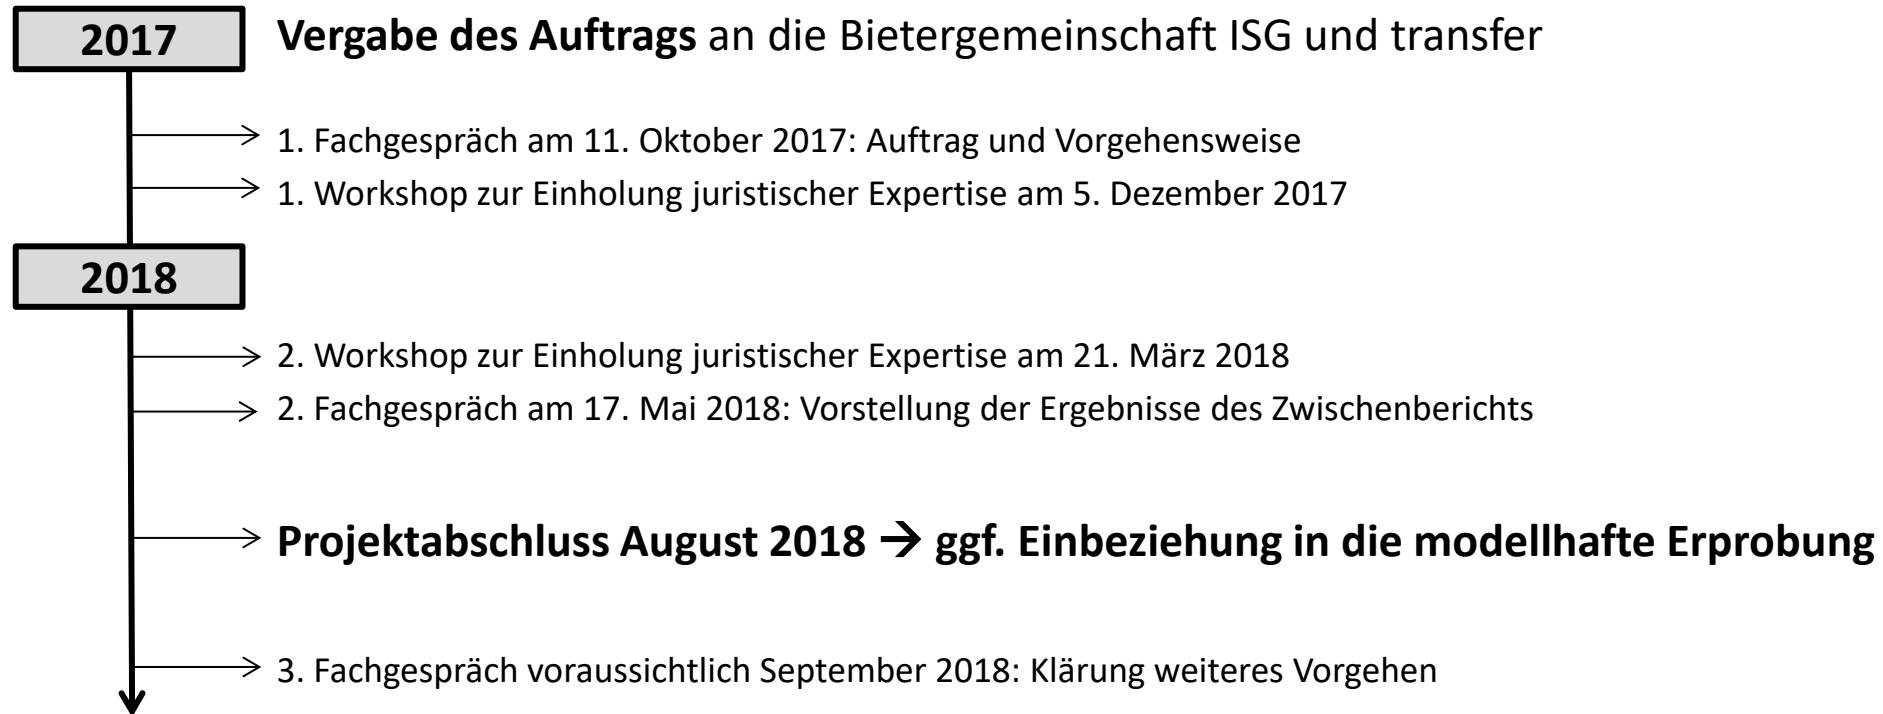 2017
Vergabe des Auftrags an die Bietergemeinschaft ISG und transfer
1. Fachgespräch am 11. Oktober 2017: Auftrag und Vorgehensweise
1. Workshop zur Einholung juristischer Expertise am 5. Dezember 2017
2018
2. Workshop zur Einholung juristischer Expertise am 21. März 2018
2. Fachgespräch am 17. Mai 2018: Vorstellung der Ergebnisse des Zwischenberichts
Projektabschluss August 2018 → ggf. Einbeziehung in die modellhafte Erprobung
3. Fachgespräch voraussichtlich September 2018: Klärung weiteres Vorgehen